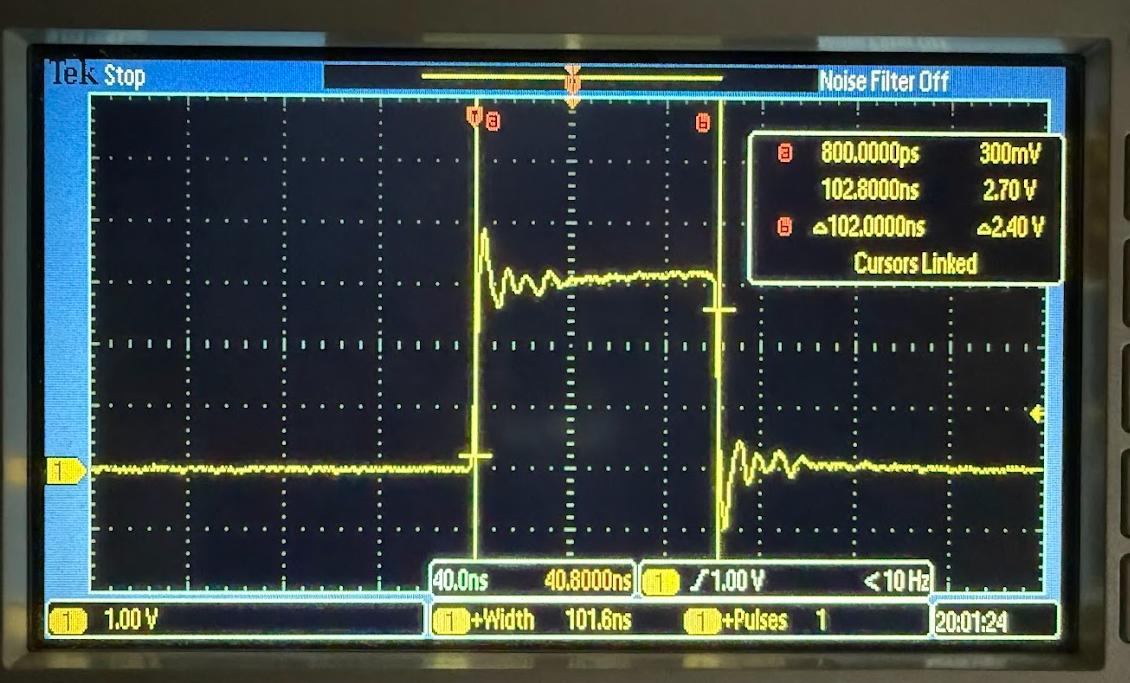 Tek Stop
Noise Filter Off
T a
b
a 800.0000ps 300mV
102.8000ns 2.70 V
b △102.0000ns △2.40 V
Cursors Linked
1
40.0ns 40.8000ns
1 ∫ 1.00 V <10 Hz
1 1.00 V
1 +Width 101.6ns
1 +Pulses 1
20:01:24